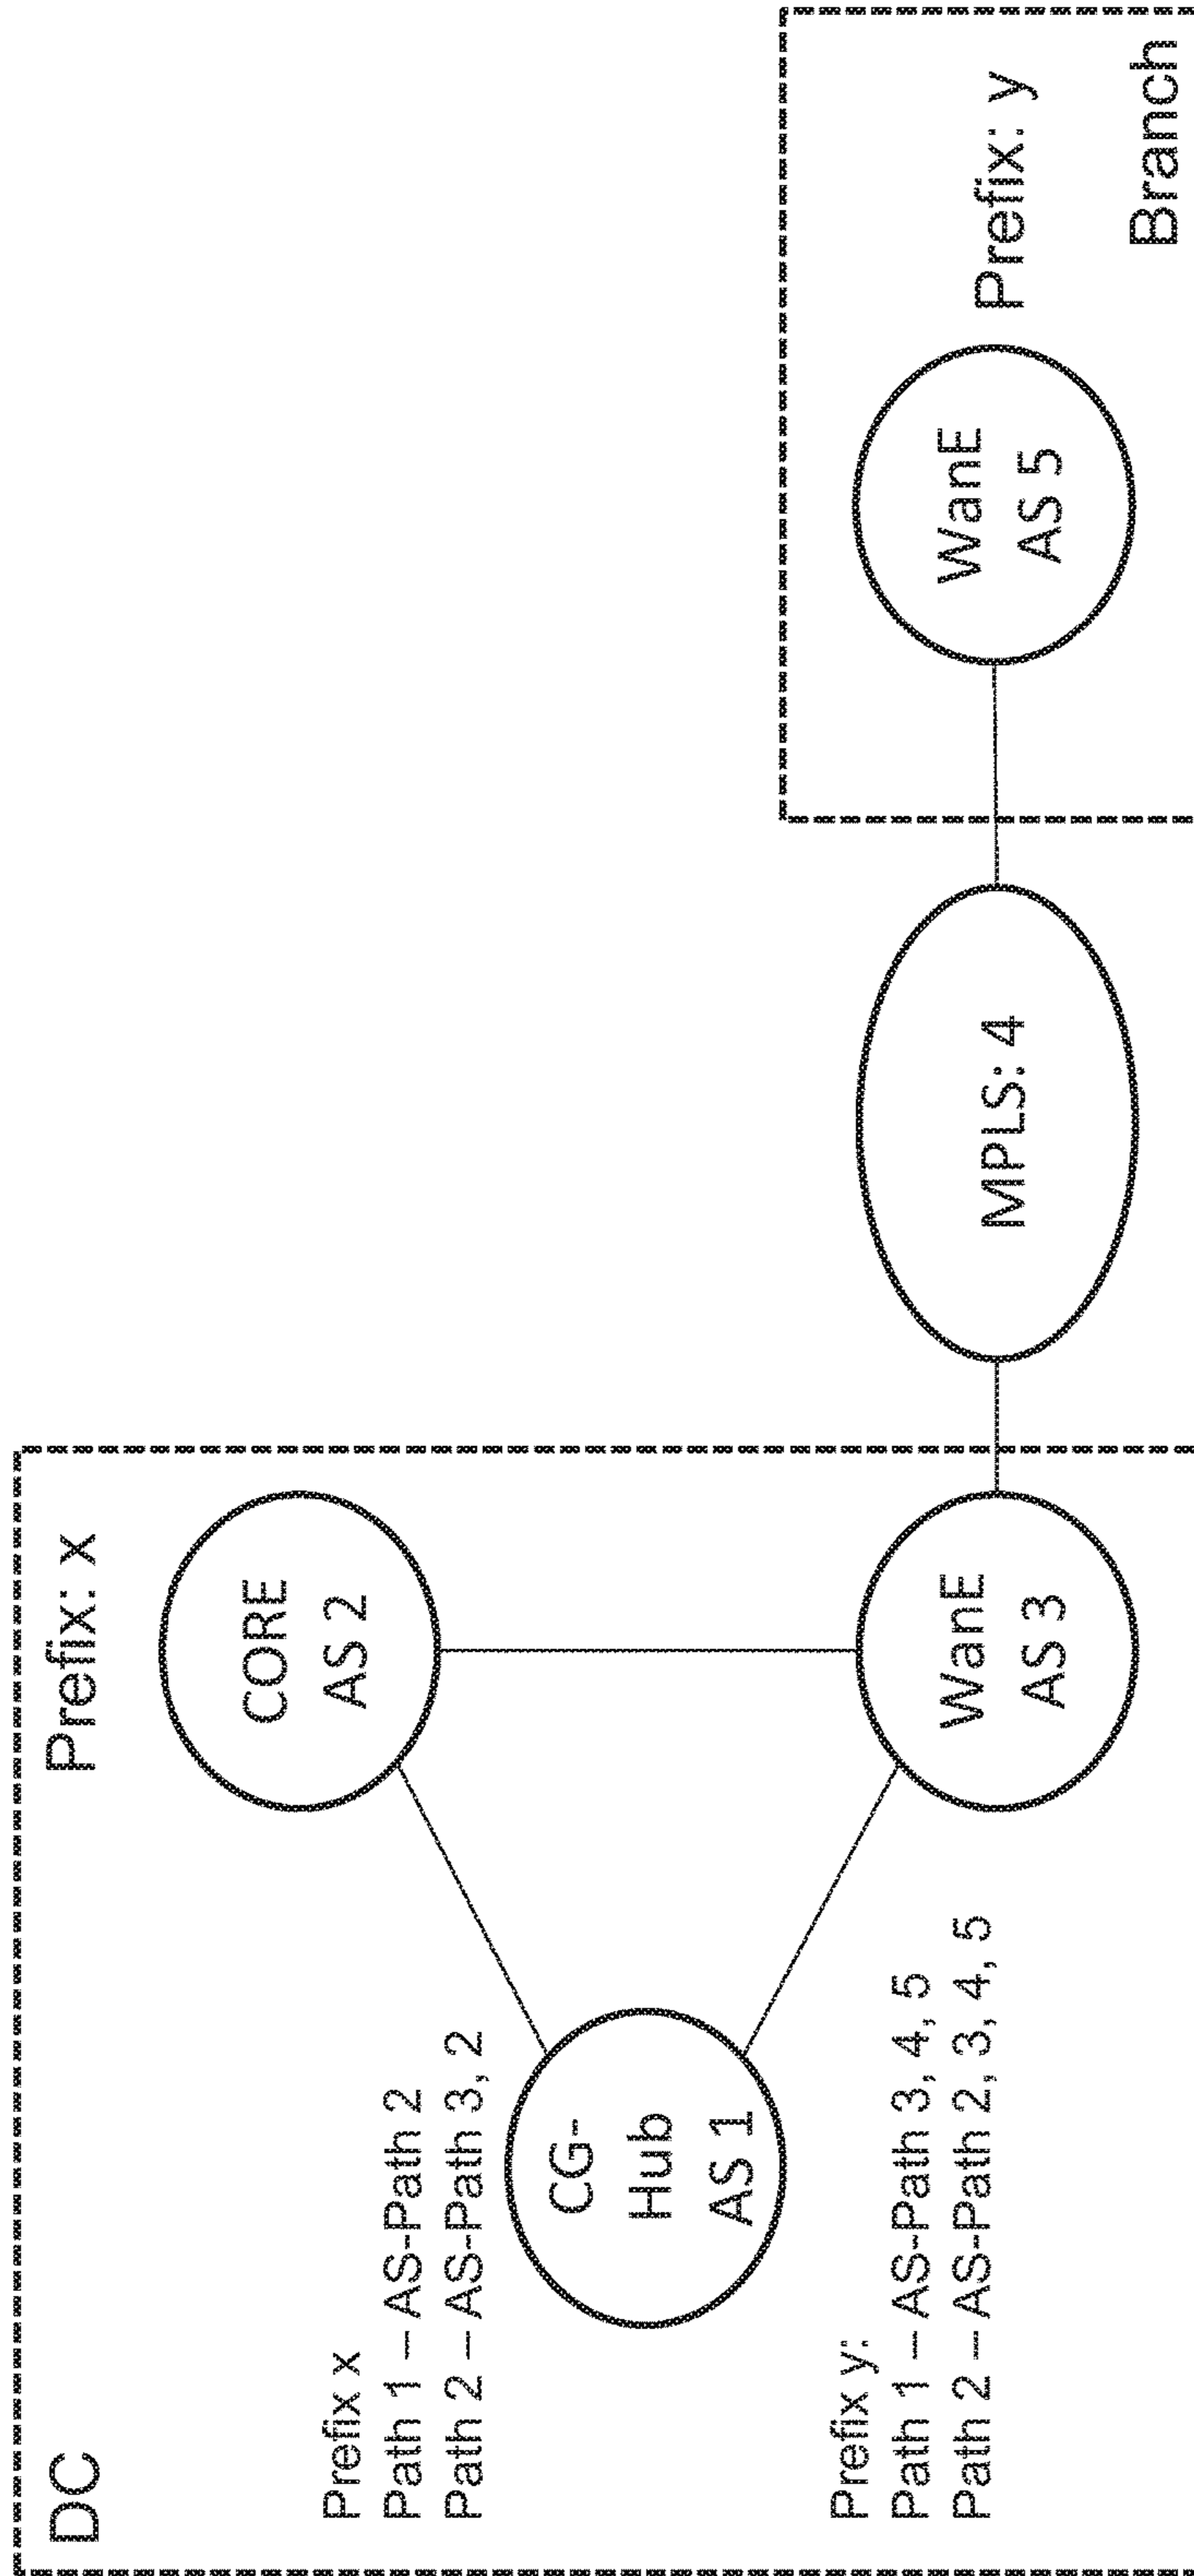 DC
Prefix: x
Prefix x
Path 1 – AS-Path 2
Path 2 – AS-Path 3, 2
CORE
AS 2
CG-
Hub
AS 1
Prefix y:
Path 1 – AS-Path 3, 4, 5
Path 2 – AS-Path 2, 3, 4, 5
WanE
AS 3
MPLS: 4
WanE
AS 5
Prefix: y
Branch